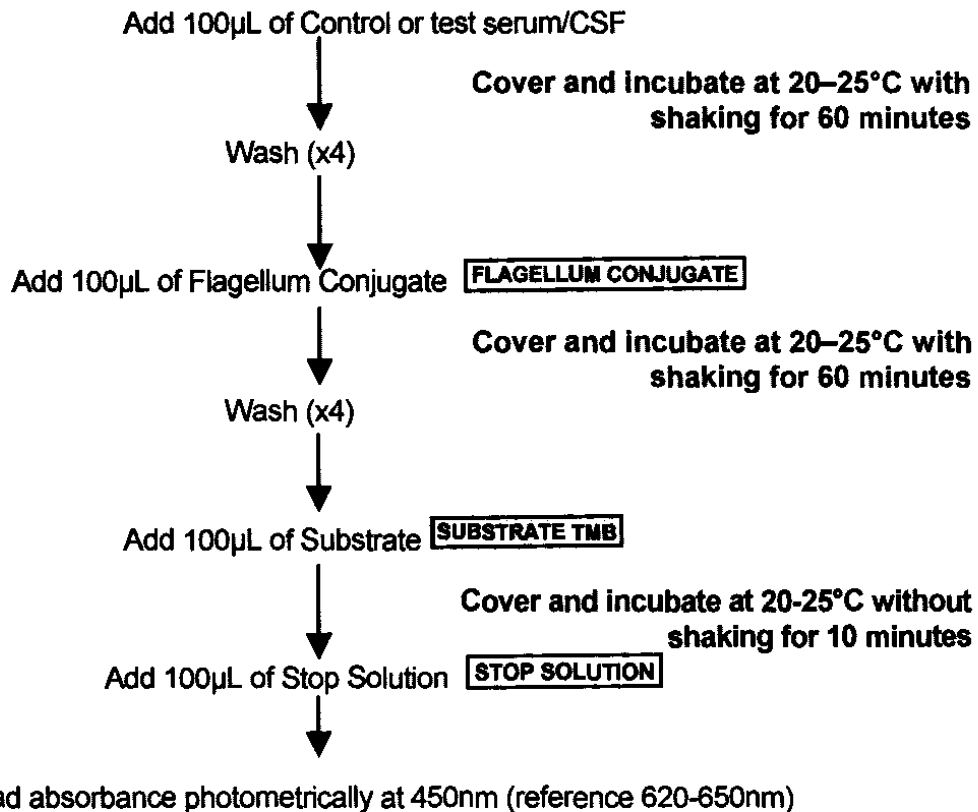 Add 100µL of Control or test serum/CSF
Cover and incubate at 20–25°C with
shaking for 60 minutes
Wash (x4)
Add 100µL of Flagellum Conjugate FLAGELLUM CONJUGATE
Cover and incubate at 20–25°C with
shaking for 60 minutes
Wash (x4)
Add 100µL of Substrate SUBSTRATE TMB
Cover and incubate at 20-25°C without
shaking for 10 minutes
Add 100µL of Stop Solution STOP SOLUTION
ad absorbance photometrically at 450nm (reference 620-650nm)